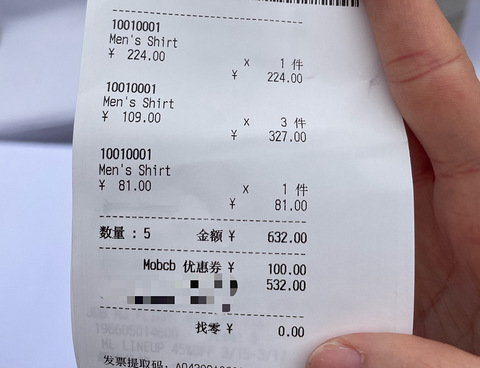 10010001
Men's Shirt
¥ 224.00
x 1 件
¥ 224.00
10010001
Men's Shirt
¥ 109.00
x 3 件
¥ 327.00
10010001
Men's Shirt
¥ 81.00
x 1 件
¥ 81.00
数量 : 5 金额 ¥ 632.00
Mobcb 优惠券 ¥ 100.00
532.00
找零 ¥ 0.00
ML LINEUP
发票提取码: